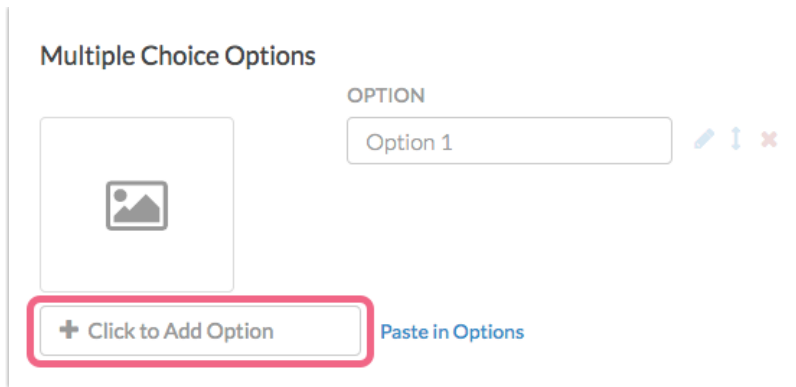 Multiple Choice Options
OPTION
Option 1
Click to Add Option
Paste in Options